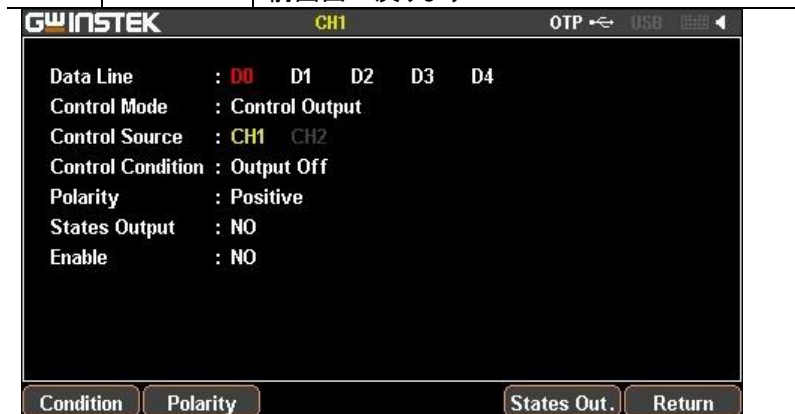 GWINSTEK CH1 OTP USB
Data Line : D0 D1 D2 D3 D4
Control Mode : Control Output
Control Source : CH1 CH2
Control Condition : Output Off
Polarity : Positive
States Output : NO
Enable : NO
Condition Polarity States Out. Return